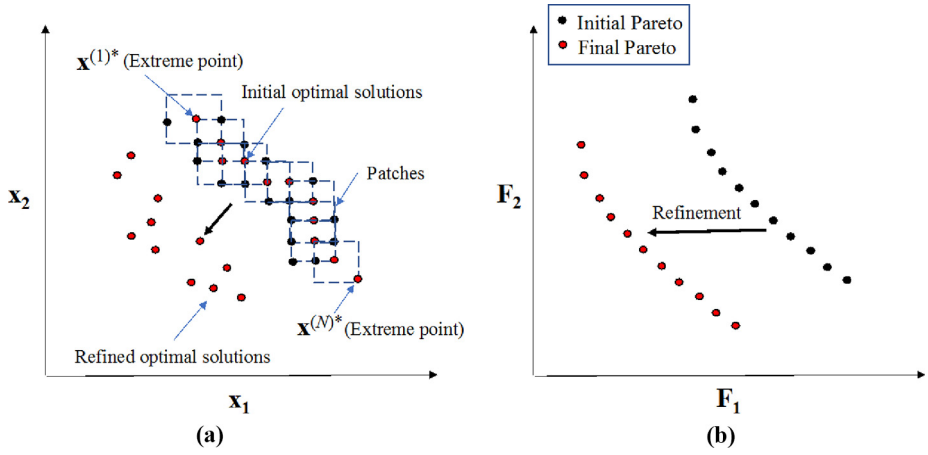 x(1)* (Extreme point)
Initial optimal solutions
Patches
x2
x(N)* (Extreme point)
Refined optimal solutions
x1
(a)
Initial Pareto
Final Pareto
F2
Refinement
F1
(b)